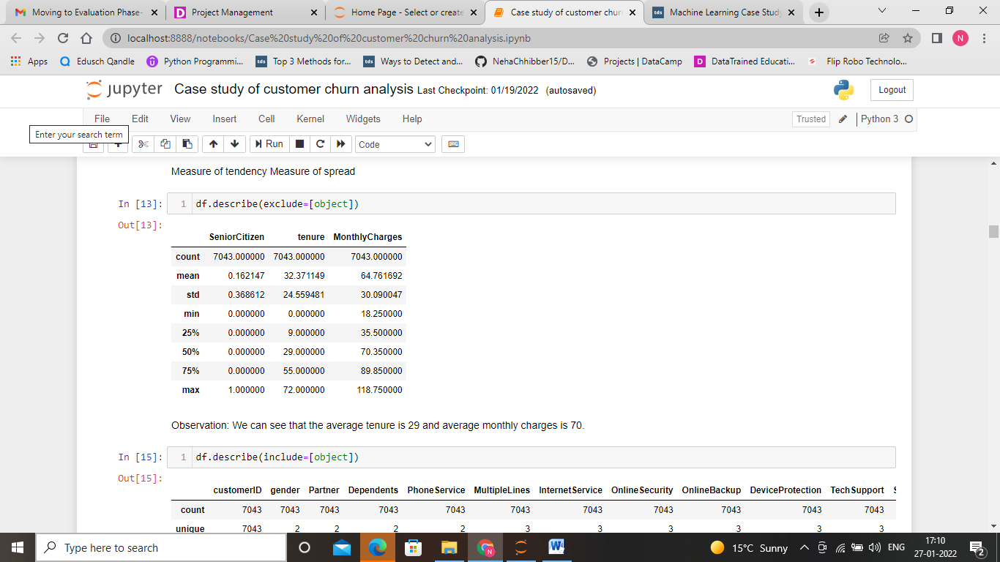 Moving to Evaluation Phase-
Project Management
Home Page - Select or create
Case study of customer chur
Machine Learning Case Stud
localhost:8888/notebooks/Case%20study%20of%20customer%20churn%20analysis.ipynb
N
Apps
Edusch Qandle
Python Programmi...
tds Top 3 Methods for...
tds Ways to Detect and...
NehaChhibber15/D...
Projects | DataCamp
D DataTrained Educati...
Flip Robo Technolo...
jupyter Case study of customer churn analysis Last Checkpoint: 01/19/2022 (autosaved)
Logout
File Edit View Insert Cell Kernel Widgets Help
Trusted Python 3
Enter your search term
Run Code
Measure of tendency Measure of spread
In [13]: 1 df.describe(exclude=[object])
Out[13]:
SeniorCitizen tenure MonthlyCharges
count 7043.000000 7043.000000 7043.000000
mean 0.162147 32.371149 64.761692
std 0.368612 24.559481 30.090047
min 0.000000 0.000000 18.250000
25% 0.000000 9.000000 35.500000
50% 0.000000 29.000000 70.350000
75% 0.000000 55.000000 89.850000
max 1.000000 72.000000 118.750000
Observation: We can see that the average tenure is 29 and average monthly charges is 70.
In [15]: 1 df.describe(include=[object])
Out[15]:
customerID gender Partner Dependents PhoneService MultipleLines InternetService OnlineSecurity OnlineBackup DeviceProtection TechSupport
count 7043 7043 7043 7043 7043 7043 7043 7043 7043 7043 7043
unique 7043 2 2 2 2 3 3 3 3 3 3
Type here to search
15°C Sunny
ENG
17:10
27-01-2022
2